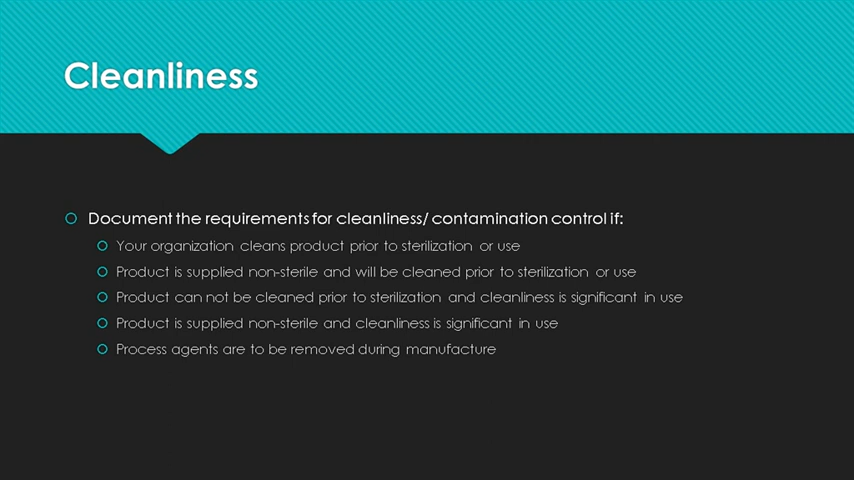 Cleanliness
Document the requirements for cleanliness/ contamination control if:
Your organization cleans product prior to sterilization or use
Product is supplied non-sterile and will be cleaned prior to sterilization or use
Product can not be cleaned prior to sterilization and cleanliness is significant in use
Product is supplied non-sterile and cleanliness is significant in use
Process agents are to be removed during manufacture